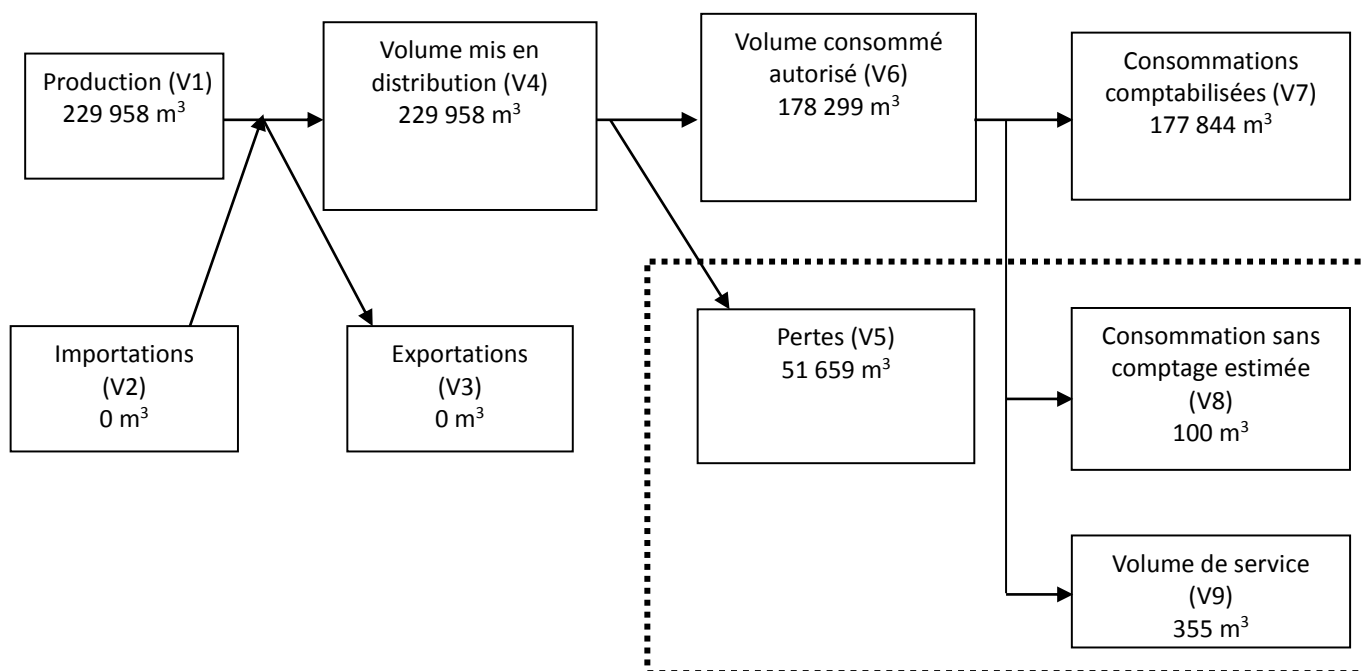 Production (V1)
229 958 m³
Volume mis en
distribution (V4)
229 958 m³
Volume consommé
autorisé (V6)
178 299 m³
Consommations
comptabilisées (V7)
177 844 m³
Importations
(V2)
0 m³
Exportations
(V3)
0 m³
Pertes (V5)
51 659 m³
Consommation sans
comptage estimée
(V8)
100 m³
Volume de service
(V9)
355 m³